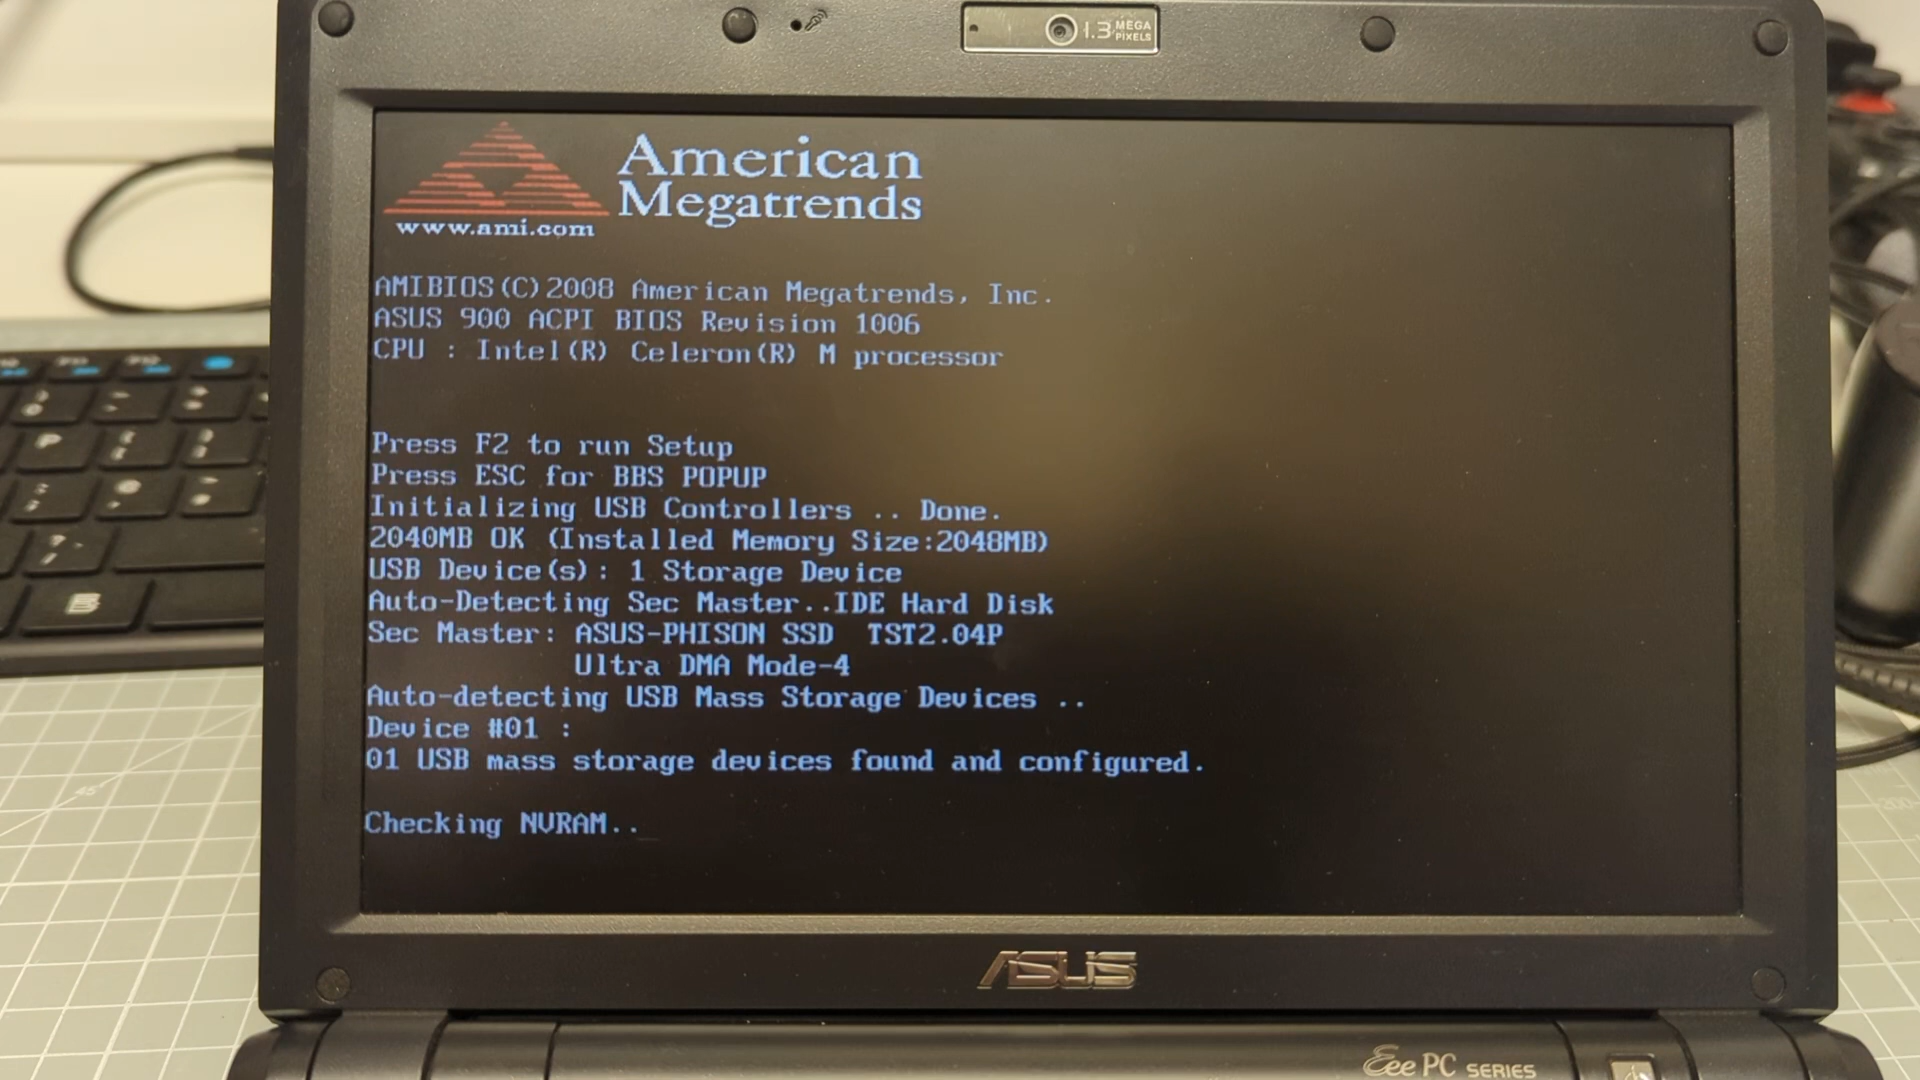 1.3 MEGA PIXELS
American
Megatrends
www.ami.com
AMIBIOS(C)2008 American Megatrends, Inc.
ASUS 900 ACPI BIOS Revision 1006
CPU : Intel(R) Celeron(R) M processor
Press F2 to run Setup
Press ESC for BBS POPUP
Initializing USB Controllers .. Done.
2040MB OK (Installed Memory Size:2048MB)
USB Device(s): 1 Storage Device
Auto-Detecting Sec Master..IDE Hard Disk
Sec Master: ASUS-PHISON SSD  TST2.04P
Ultra DMA Mode-4
Auto-detecting USB Mass Storage Devices ..
Device #01 :
01 USB mass storage devices found and configured.
Checking NVRAM..
ASUS
Eee PC SERIES